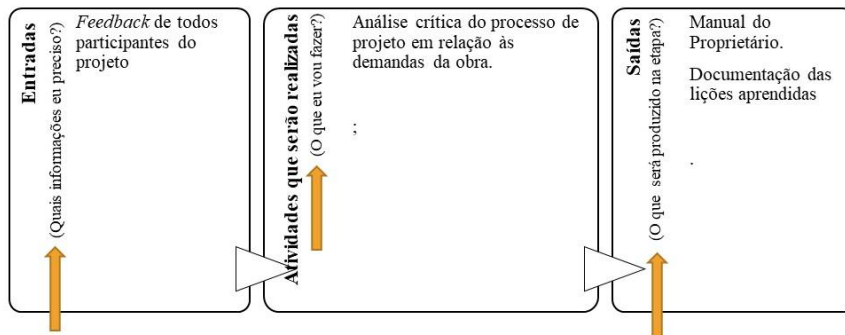 Entradas
(Quais informações eu preciso?)
Feedback de todos
participantes do
projeto
Atividades que serão realizadas
(O que eu vou fazer?)
Análise crítica do processo de
projeto em relação às
demandas da obra.
;
Saídas
(O que será produzido na etapa?)
Manual do
Proprietário.
Documentação das
lições aprendidas
.